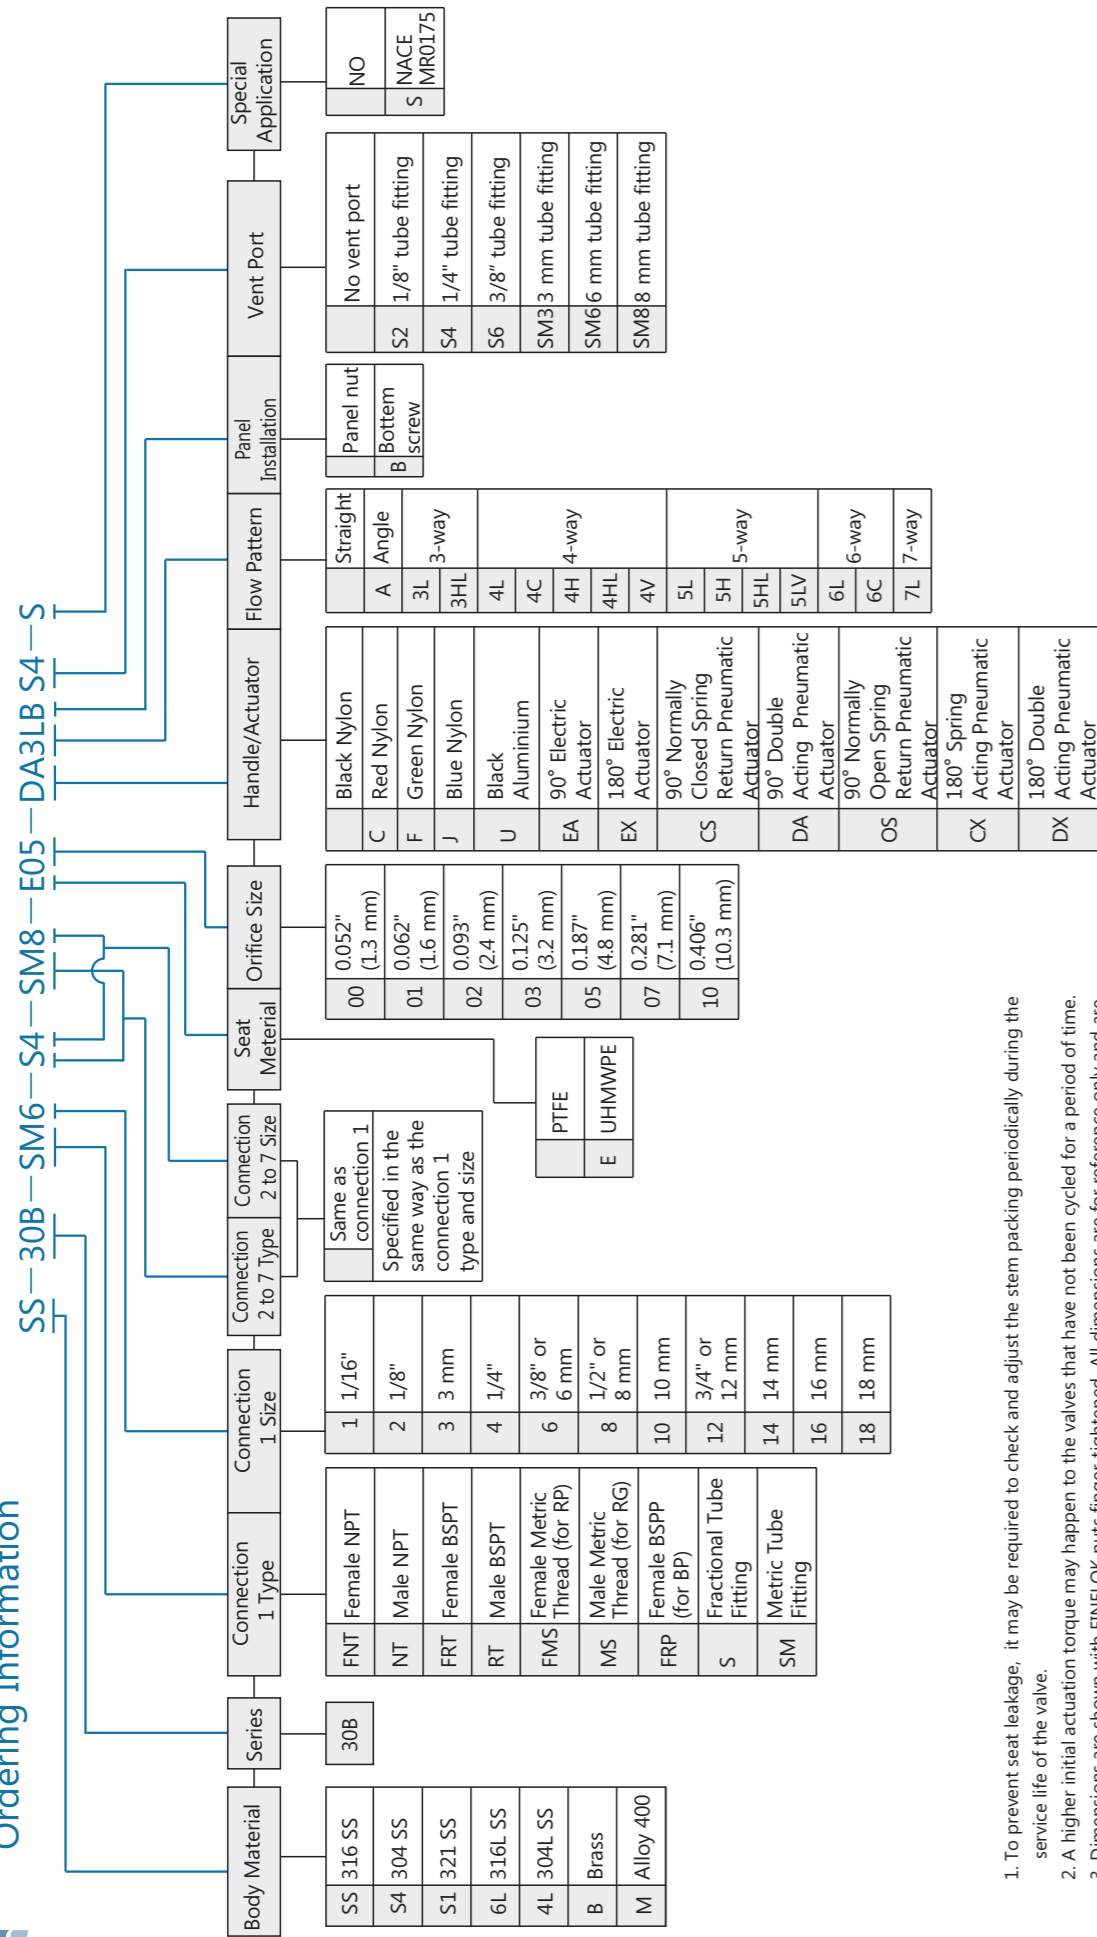 Ordering Information
SS—30B—SM6—S4—SM8—E05—DA3LB S4—S
Body Material
SS 316 SS
S4 304 SS
S1 321 SS
6L 316L SS
4L 304L SS
B Brass
M Alloy 400
Series
30B
Connection
1 Type
FNT Female NPT
NT Male NPT
FRT Female BSPT
RT Male BSPT
FMS Female Metric
Thread (for RP)
MS Male Metric
Thread (for RG)
FRP Female BSPP
(for BP)
S Fractional Tube
Fitting
SM Metric Tube
Fitting
Connection
1 Size
1 1/16"
2 1/8"
3 3 mm
4 1/4"
6 3/8" or
6 mm
8 1/2" or
8 mm
10 10 mm
12 3/4" or
12 mm
14 14 mm
16 16 mm
18 18 mm
Connection
2 to 7 Type
Connection
2 to 7 Size
Same as
connection 1
Specified in the
same way as the
connection 1
type and size
Seat
Meterial
PTFE
E UHMWPE
Orifice Size
00 0.052"
(1.3 mm)
01 0.062"
(1.6 mm)
02 0.093"
(2.4 mm)
03 0.125"
(3.2 mm)
05 0.187"
(4.8 mm)
07 0.281"
(7.1 mm)
10 0.406"
(10.3 mm)
Handle/Actuator
Black Nylon
C Red Nylon
F Green Nylon
J Blue Nylon
U Black
Aluminium
EA 90° Electric
Actuator
EX 180° Electric
Actuator
CS 90° Normally
Closed Spring
Return Pneumatic
Actuator
DA 90° Double
Acting Pneumatic
Actuator
OS 90° Normally
Open Spring
Return Pneumatic
Actuator
CX 180° Spring
Acting Pneumatic
Actuator
DX 180° Double
Acting Pneumatic
Actuator
Flow Pattern
Straight
A Angle
3L
3HL
3-way
4L
4C
4H
4HL
4V
4-way
5L
5H
5HL
5LV
5-way
6L
6C
6-way
7L 7-way
Panel
Installation
Panel nut
B Bottem
screw
Vent Port
No vent port
S2 1/8" tube fitting
S4 1/4" tube fitting
S6 3/8" tube fitting
SM3 3 mm tube fitting
SM6 6 mm tube fitting
SM8 8 mm tube fitting
Special
Application
NO
S NACE
MR0175
1. To prevent seat leakage, it may be required to check and adjust the stem packing periodically during the
service life of the valve.
2. A higher initial actuation torque may happen to the valves that have not been cycled for a period of time.
3. Dimensions are shown with FINELOK nuts finger-tightened. All dimensions are for reference only and are